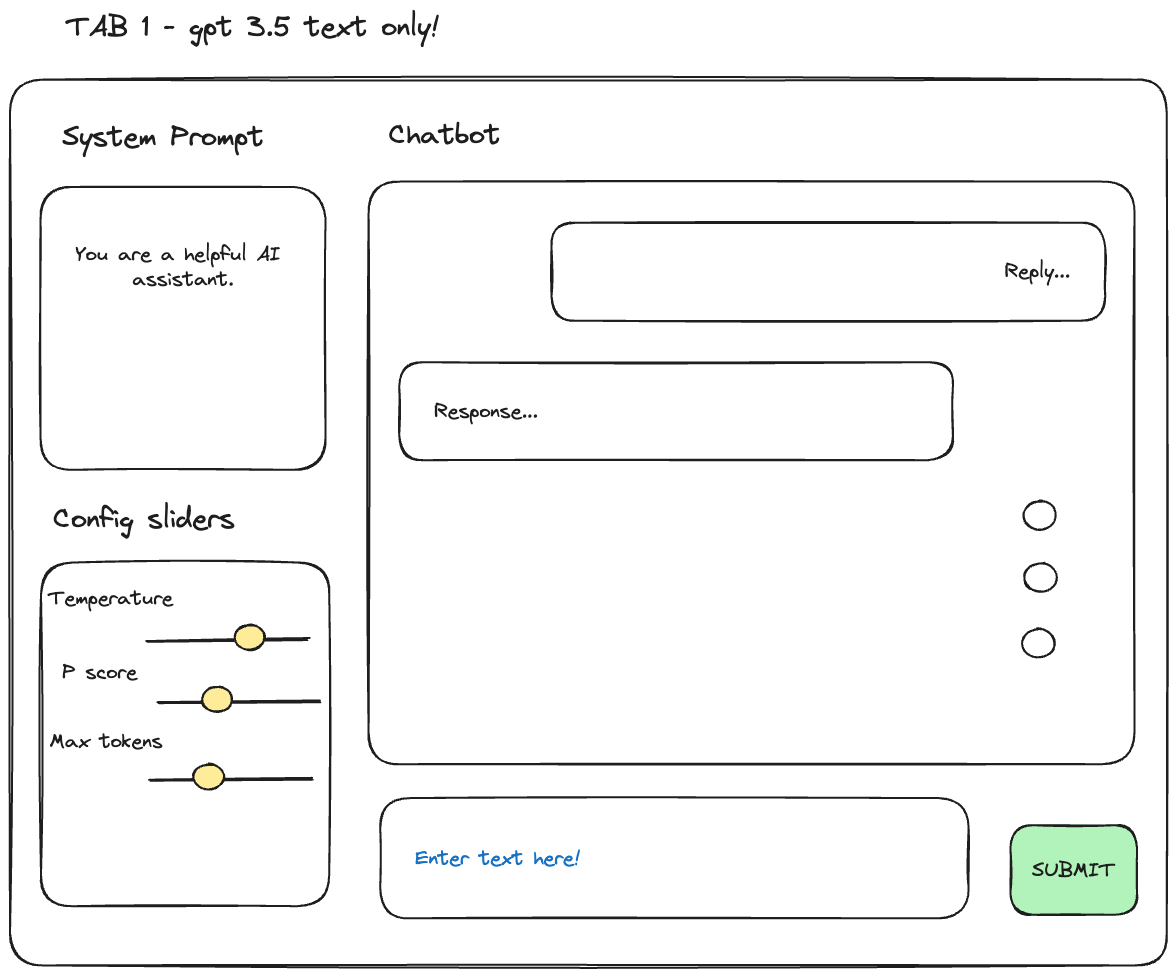 TAB 1 - gpt 3.5 text only!
System Prompt
You are a helpful AI
assistant.
Config sliders
Temperature
P score
Max tokens
Chatbot
Reply...
Response...
Enter text here!
SUBMIT